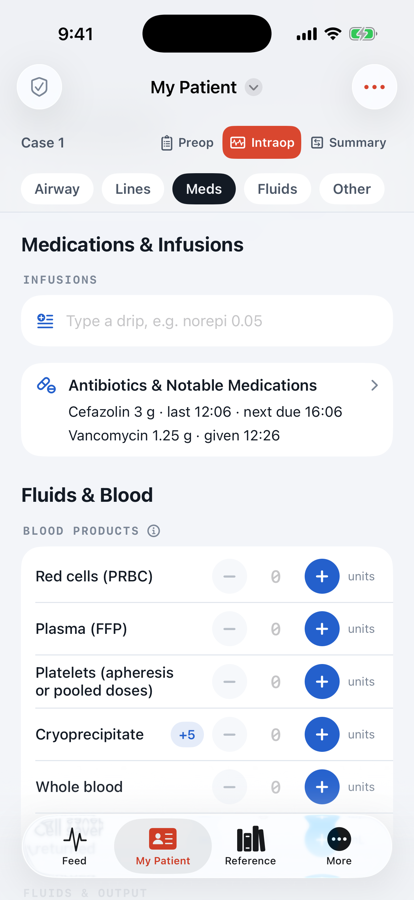 9:41
My Patient
Case 1
Preop
Intraop
Summary
Airway
Lines
Meds
Fluids
Other
Medications & Infusions
INFUSIONS
Type a drip, e.g. norepi 0.05
Antibiotics & Notable Medications
Cefazolin 3 g · last 12:06 · next due 16:06
Vancomycin 1.25 g · given 12:26
Fluids & Blood
BLOOD PRODUCTS
Red cells (PRBC) 0 units
Plasma (FFP) 0 units
Platelets (apheresis
or pooled doses) 0 units
Cryoprecipitate +5 0 units
Whole blood 0 units
Feed
My Patient
Reference
More
FLUIDS & OUTPUT